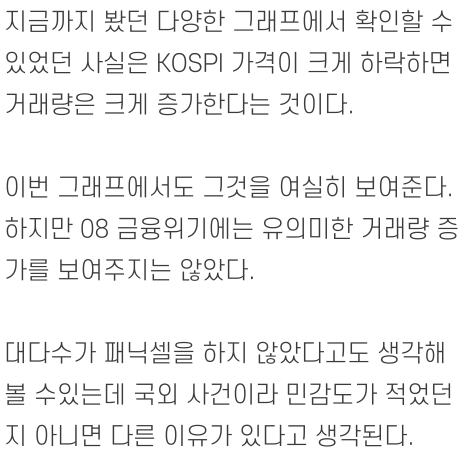 지금까지 봤던 다양한 그래프에서 확인할 수
있었던 사실은 KOSPI 가격이 크게 하락하면
거래량은 크게 증가한다는 것이다.
이번 그래프에서도 그것을 여실히 보여준다.
하지만 08 금융위기에는 유의미한 거래량 증
가를 보여주지는 않았다.
대다수가 패닉셀을 하지 않았다고도 생각해
볼 수있는데 국외 사건이라 민감도가 적었던
지 아니면 다른 이유가 있다고 생각된다.